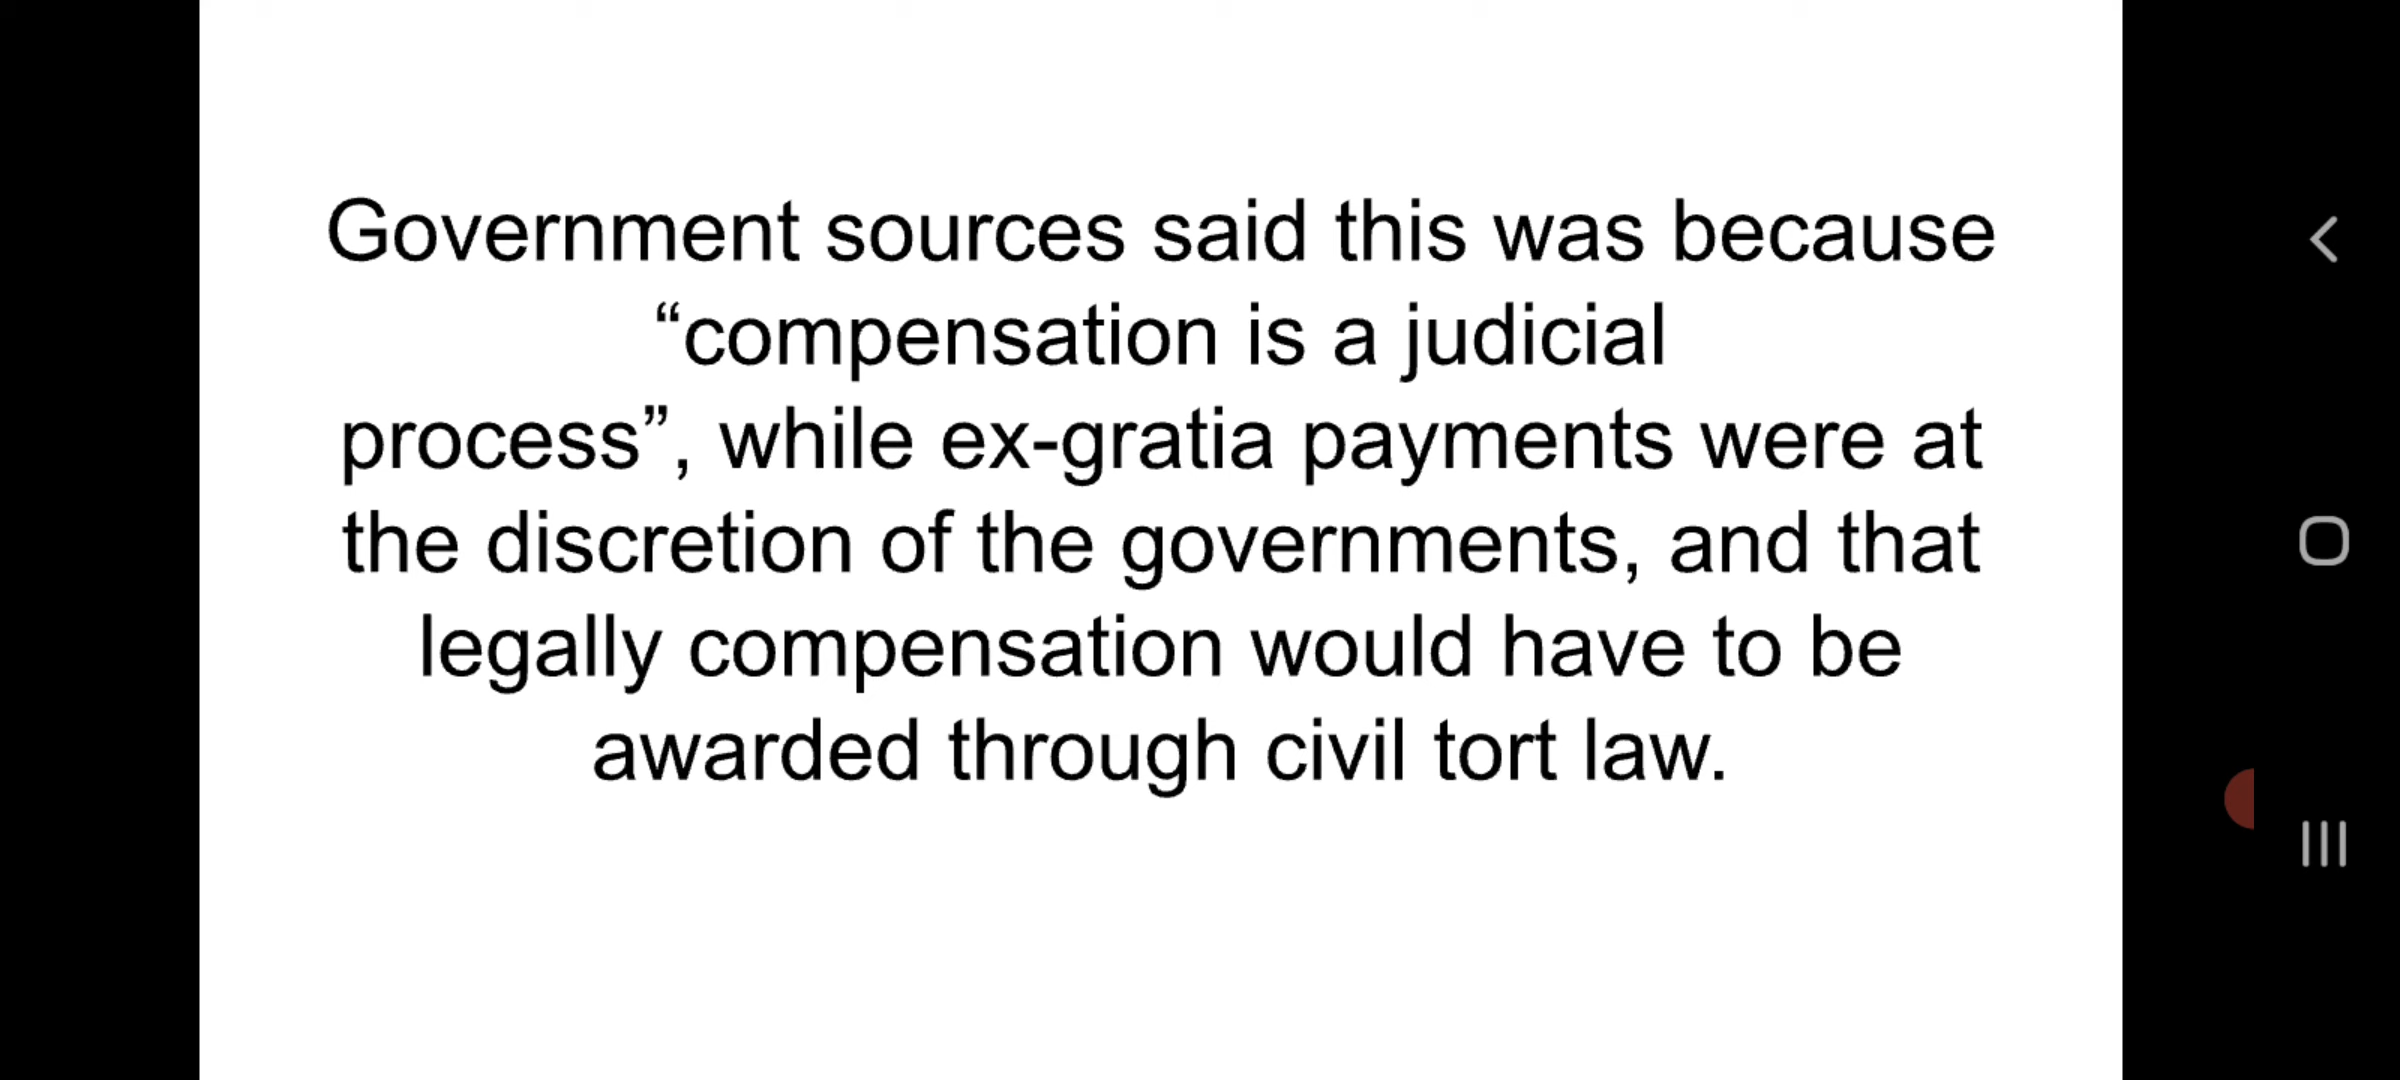 Government sources said this was because
“compensation is a judicial
process”, while ex-gratia payments were at
the discretion of the governments, and that
legally compensation would have to be
awarded through civil tort law.